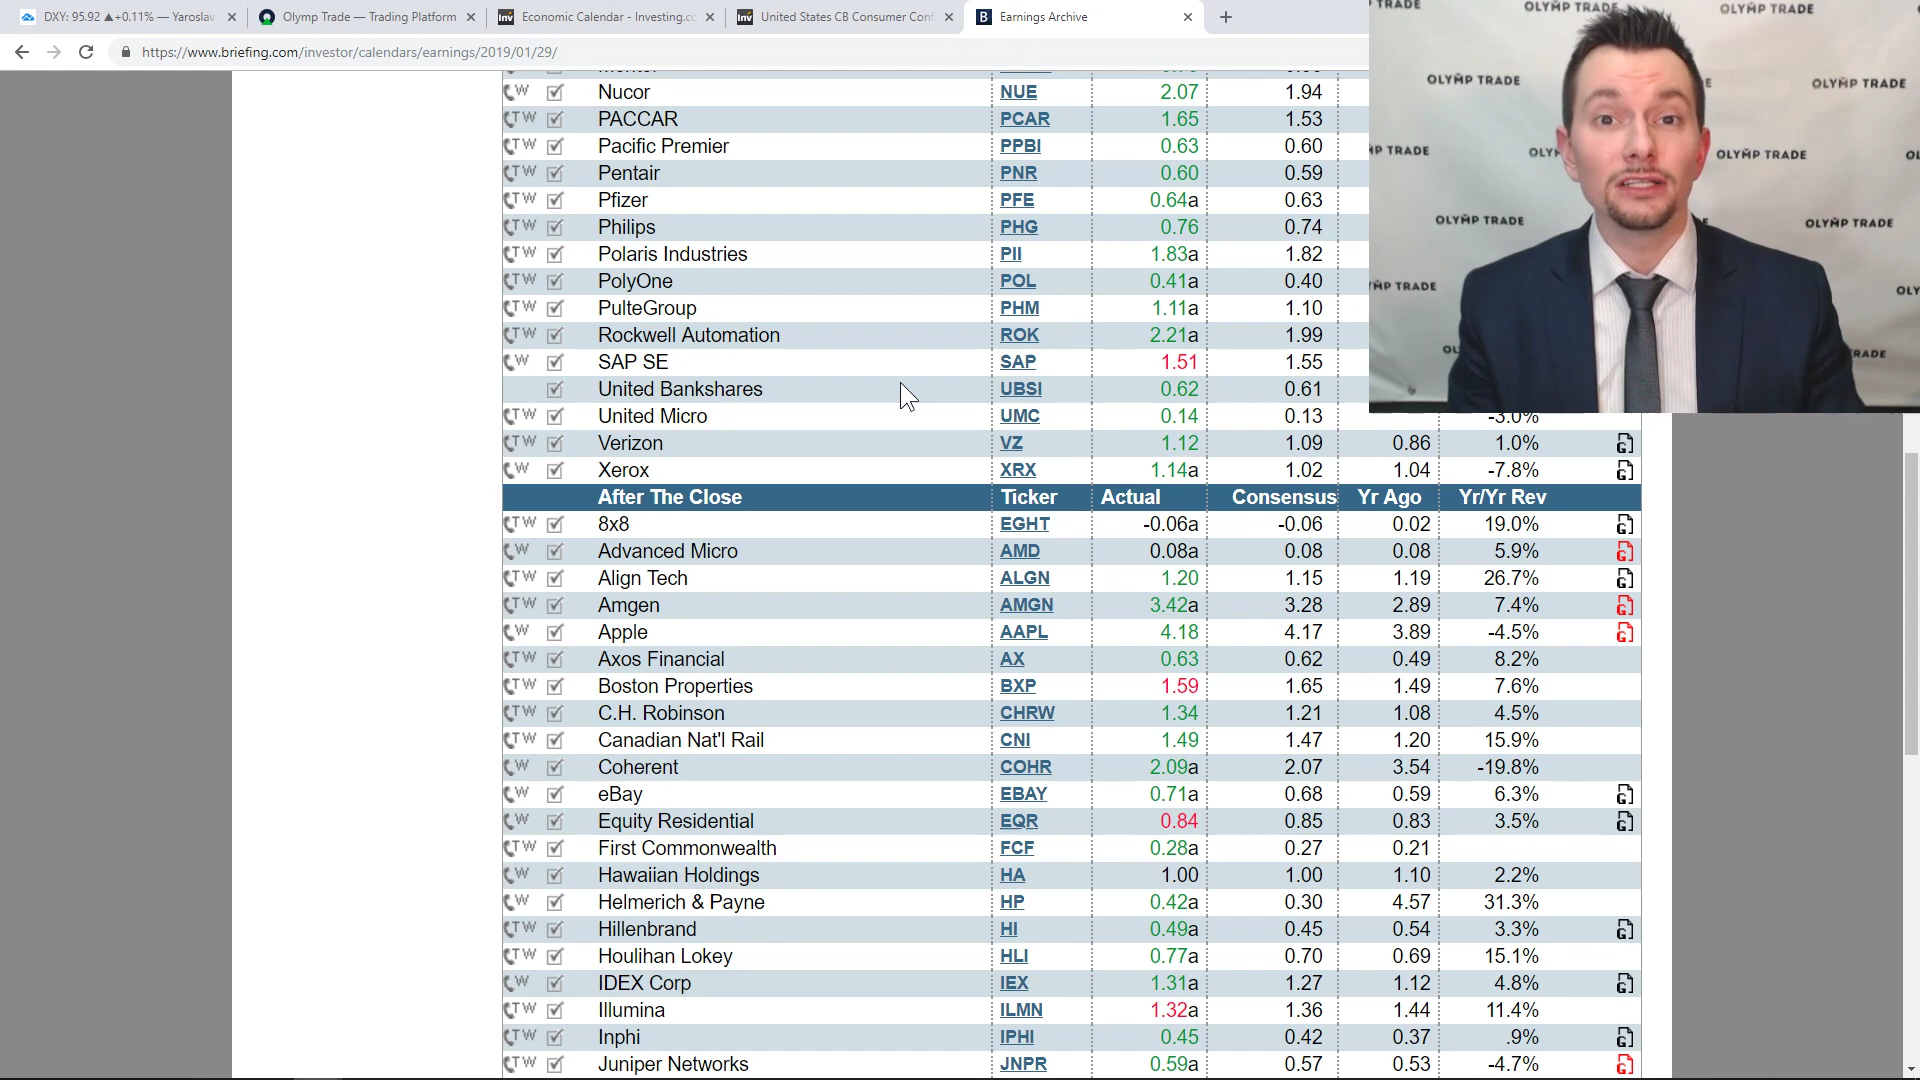 DXY: 95.92 ▲+0.11% — Yaroslav
Olymp Trade — Trading Platform
Economic Calendar - Investing.co
United States CB Consumer Conf
Earnings Archive
https://www.briefing.com/investor/calendars/earnings/2019/01/29/
Nucor NUE 2.07 1.94
PACCAR PCAR 1.65 1.53
Pacific Premier PPBI 0.63 0.60
Pentair PNR 0.60 0.59
Pfizer PFE 0.64a 0.63
Philips PHG 0.76 0.74
Polaris Industries PII 1.83a 1.82
PolyOne POL 0.41a 0.40
PulteGroup PHM 1.11a 1.10
Rockwell Automation ROK 2.21a 1.99
SAP SE SAP 1.51 1.55
United Bankshares UBSI 0.62 0.61
United Micro UMC 0.14 0.13 -3.0%
Verizon VZ 1.12 1.09 0.86 1.0%
Xerox XRX 1.14a 1.02 1.04 -7.8%
After The Close Ticker Actual Consensus Yr Ago Yr/Yr Rev
8x8 EGHT -0.06a -0.06 0.02 19.0%
Advanced Micro AMD 0.08a 0.08 0.08 5.9%
Align Tech ALGN 1.20 1.15 1.19 26.7%
Amgen AMGN 3.42a 3.28 2.89 7.4%
Apple AAPL 4.18 4.17 3.89 -4.5%
Axos Financial AX 0.63 0.62 0.49 8.2%
Boston Properties BXP 1.59 1.65 1.49 7.6%
C.H. Robinson CHRW 1.34 1.21 1.08 4.5%
Canadian Nat'l Rail CNI 1.49 1.47 1.20 15.9%
Coherent COHR 2.09a 2.07 3.54 -19.8%
eBay EBAY 0.71a 0.68 0.59 6.3%
Equity Residential EQR 0.84 0.85 0.83 3.5%
First Commonwealth FCF 0.28a 0.27 0.21
Hawaiian Holdings HA 1.00 1.00 1.10 2.2%
Helmerich & Payne HP 0.42a 0.30 4.57 31.3%
Hillenbrand HI 0.49a 0.45 0.54 3.3%
Houlihan Lokey HLI 0.77a 0.70 0.69 15.1%
IDEX Corp IEX 1.31a 1.27 1.12 4.8%
Illumina ILMN 1.32a 1.36 1.44 11.4%
Inphi IPHI 0.45 0.42 0.37 .9%
Juniper Networks JNPR 0.59a 0.57 0.53 -4.7%
TRADE OLYMP TRADE OLYMP TRADE
OLYMP TRADE OLYMP TRADE
TRADE OLYMP TRADE
OLYMP TRADE OLYMP TRADE
TRADE